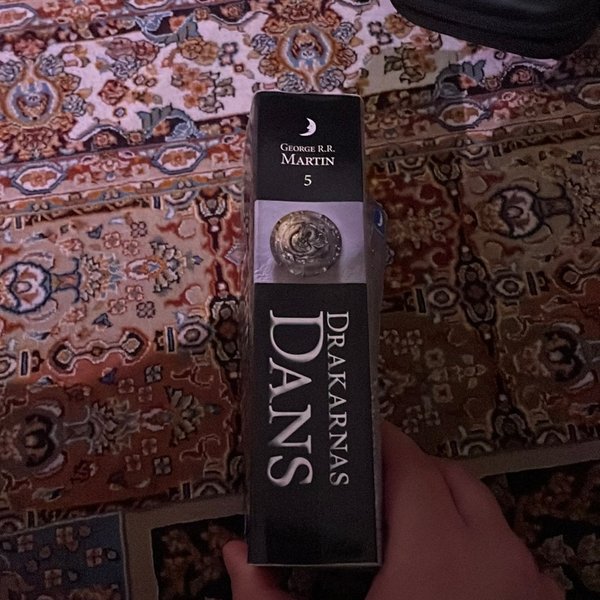 GEORGE R.R.
MARTIN
5
DRAKARNAS
DANS